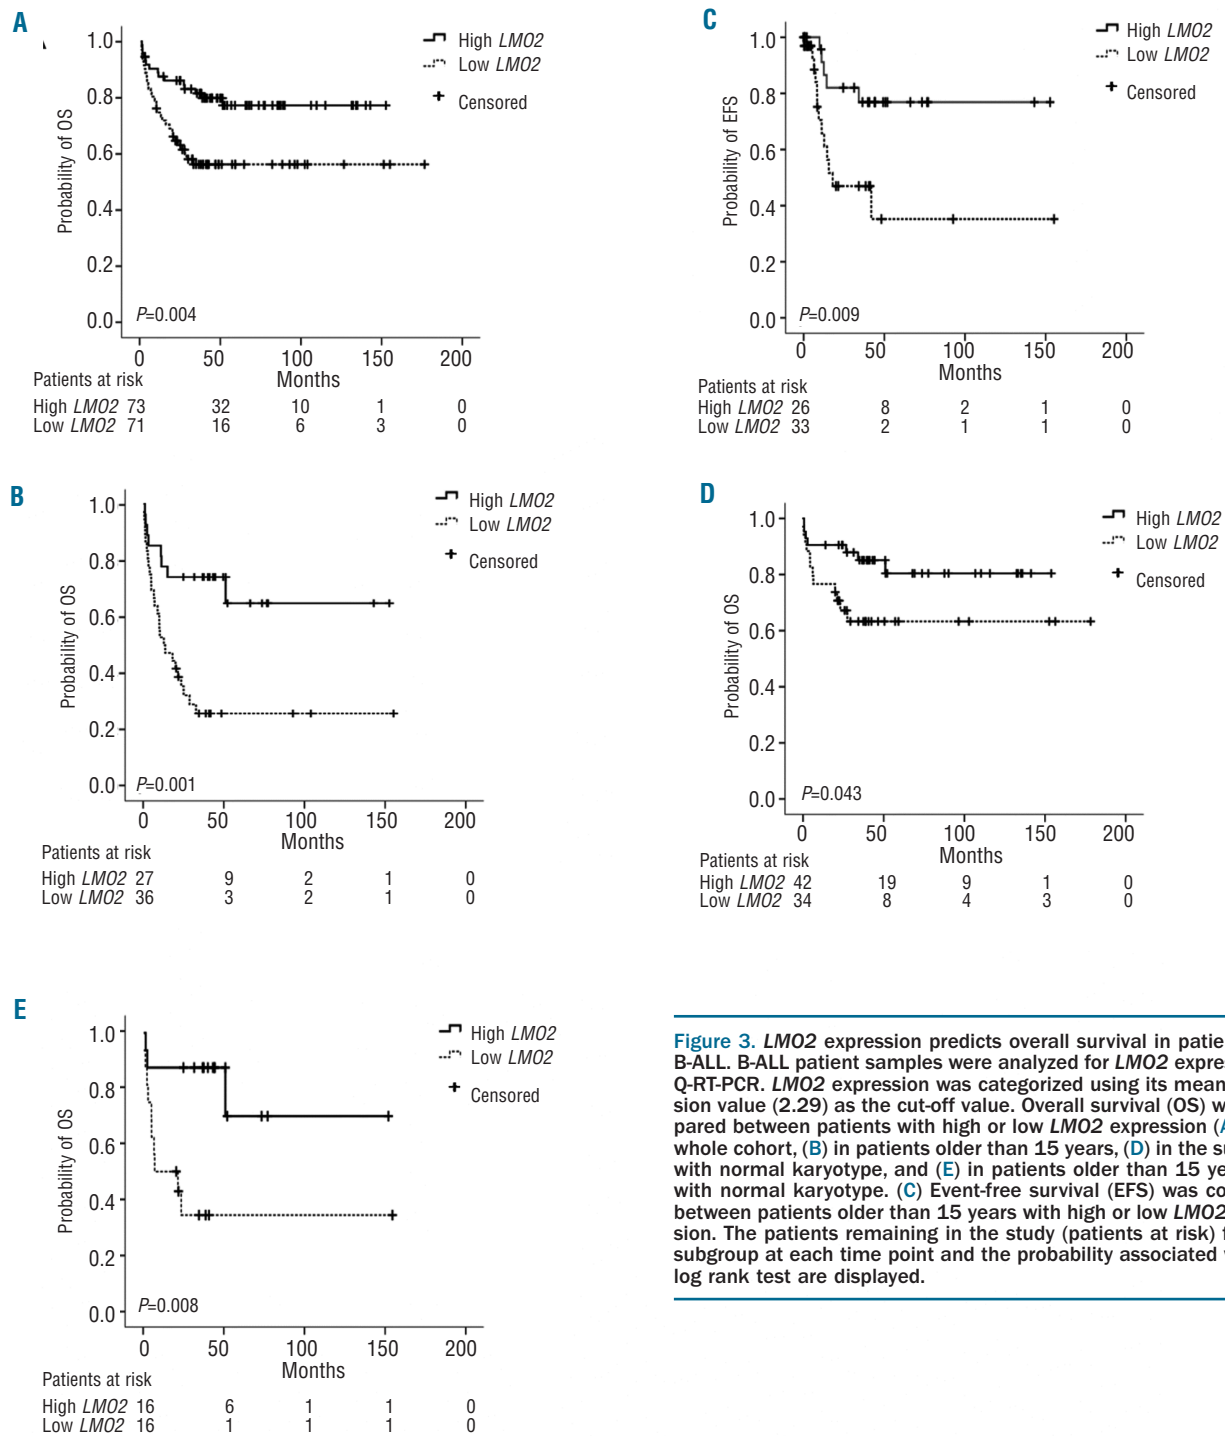 A
High LMO2
Low LMO2
Censored
Probability of OS
1.0
0.8
0.6
0.4
0.2
0.0
P=0.004
0 50 100 150 200
Months
Patients at risk
High LMO2 73 32 10 1 0
Low LMO2 71 16 6 3 0
C
High LMO2
Low LMO2
Censored
Probability of EFS
1.0
0.8
0.6
0.4
0.2
0.0
P=0.009
0 50 100 150 200
Months
Patients at risk
High LMO2 26 8 2 1 0
Low LMO2 33 2 1 1 0
B
High LMO2
Low LMO2
Censored
Probability of OS
1.0
0.8
0.6
0.4
0.2
0.0
P=0.001
0 50 100 150 200
Months
Patients at risk
High LMO2 27 9 2 1 0
Low LMO2 36 3 2 1 0
D
High LMO2
Low LMO2
Censored
Probability of OS
1.0
0.8
0.6
0.4
0.2
0.0
P=0.043
0 50 100 150 200
Months
Patients at risk
High LMO2 42 19 9 1 0
Low LMO2 34 8 4 3 0
E
High LMO2
Low LMO2
Censored
Probability of OS
1.0
0.8
0.6
0.4
0.2
0.0
P=0.008
0 50 100 150 200
Months
Patients at risk
High LMO2 16 6 1 1 0
Low LMO2 16 1 1 1 0
Figure 3. LMO2 expression predicts overall survival in patie
B-ALL. B-ALL patient samples were analyzed for LMO2 expre
Q-RT-PCR. LMO2 expression was categorized using its mean
sion value (2.29) as the cut-off value. Overall survival (OS) w
pared between patients with high or low LMO2 expression (A
whole cohort, (B) in patients older than 15 years, (D) in the su
with normal karyotype, and (E) in patients older than 15 ye
with normal karyotype. (C) Event-free survival (EFS) was co
between patients older than 15 years with high or low LMO2
sion. The patients remaining in the study (patients at risk) f
subgroup at each time point and the probability associated
log rank test are displayed.